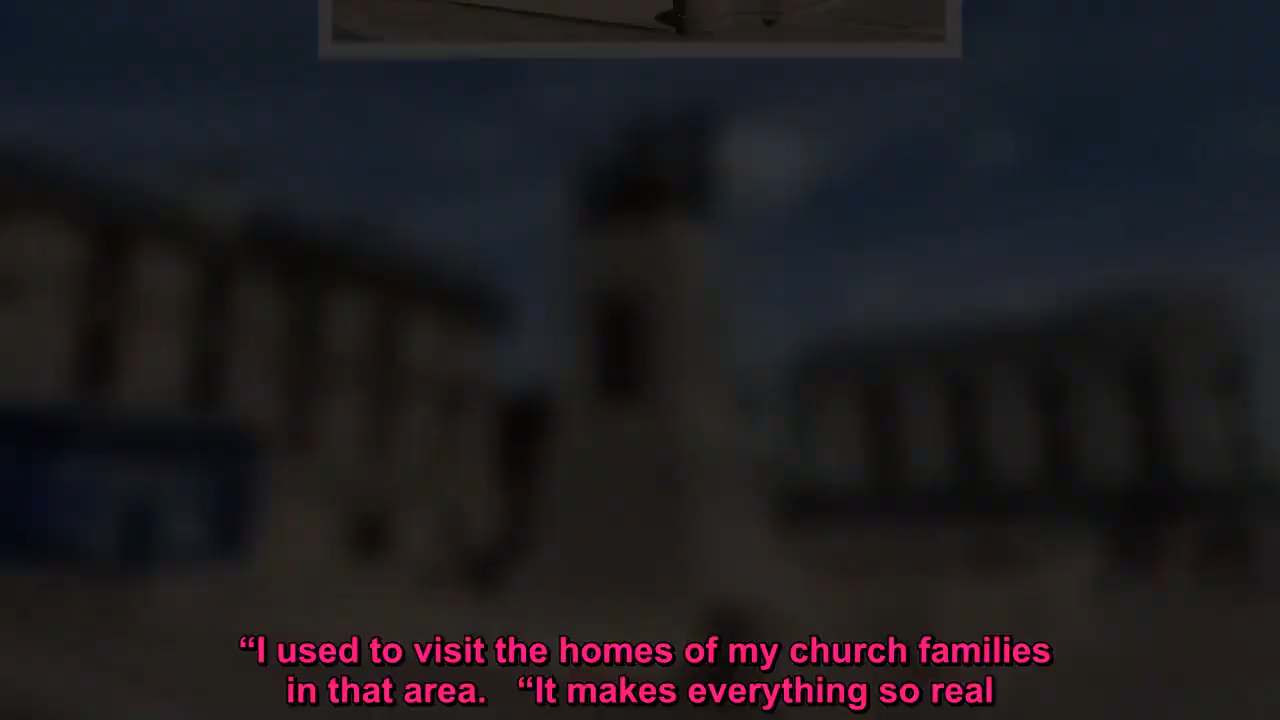 “I used to visit the homes of my church families
in that area.   “It makes everything so real